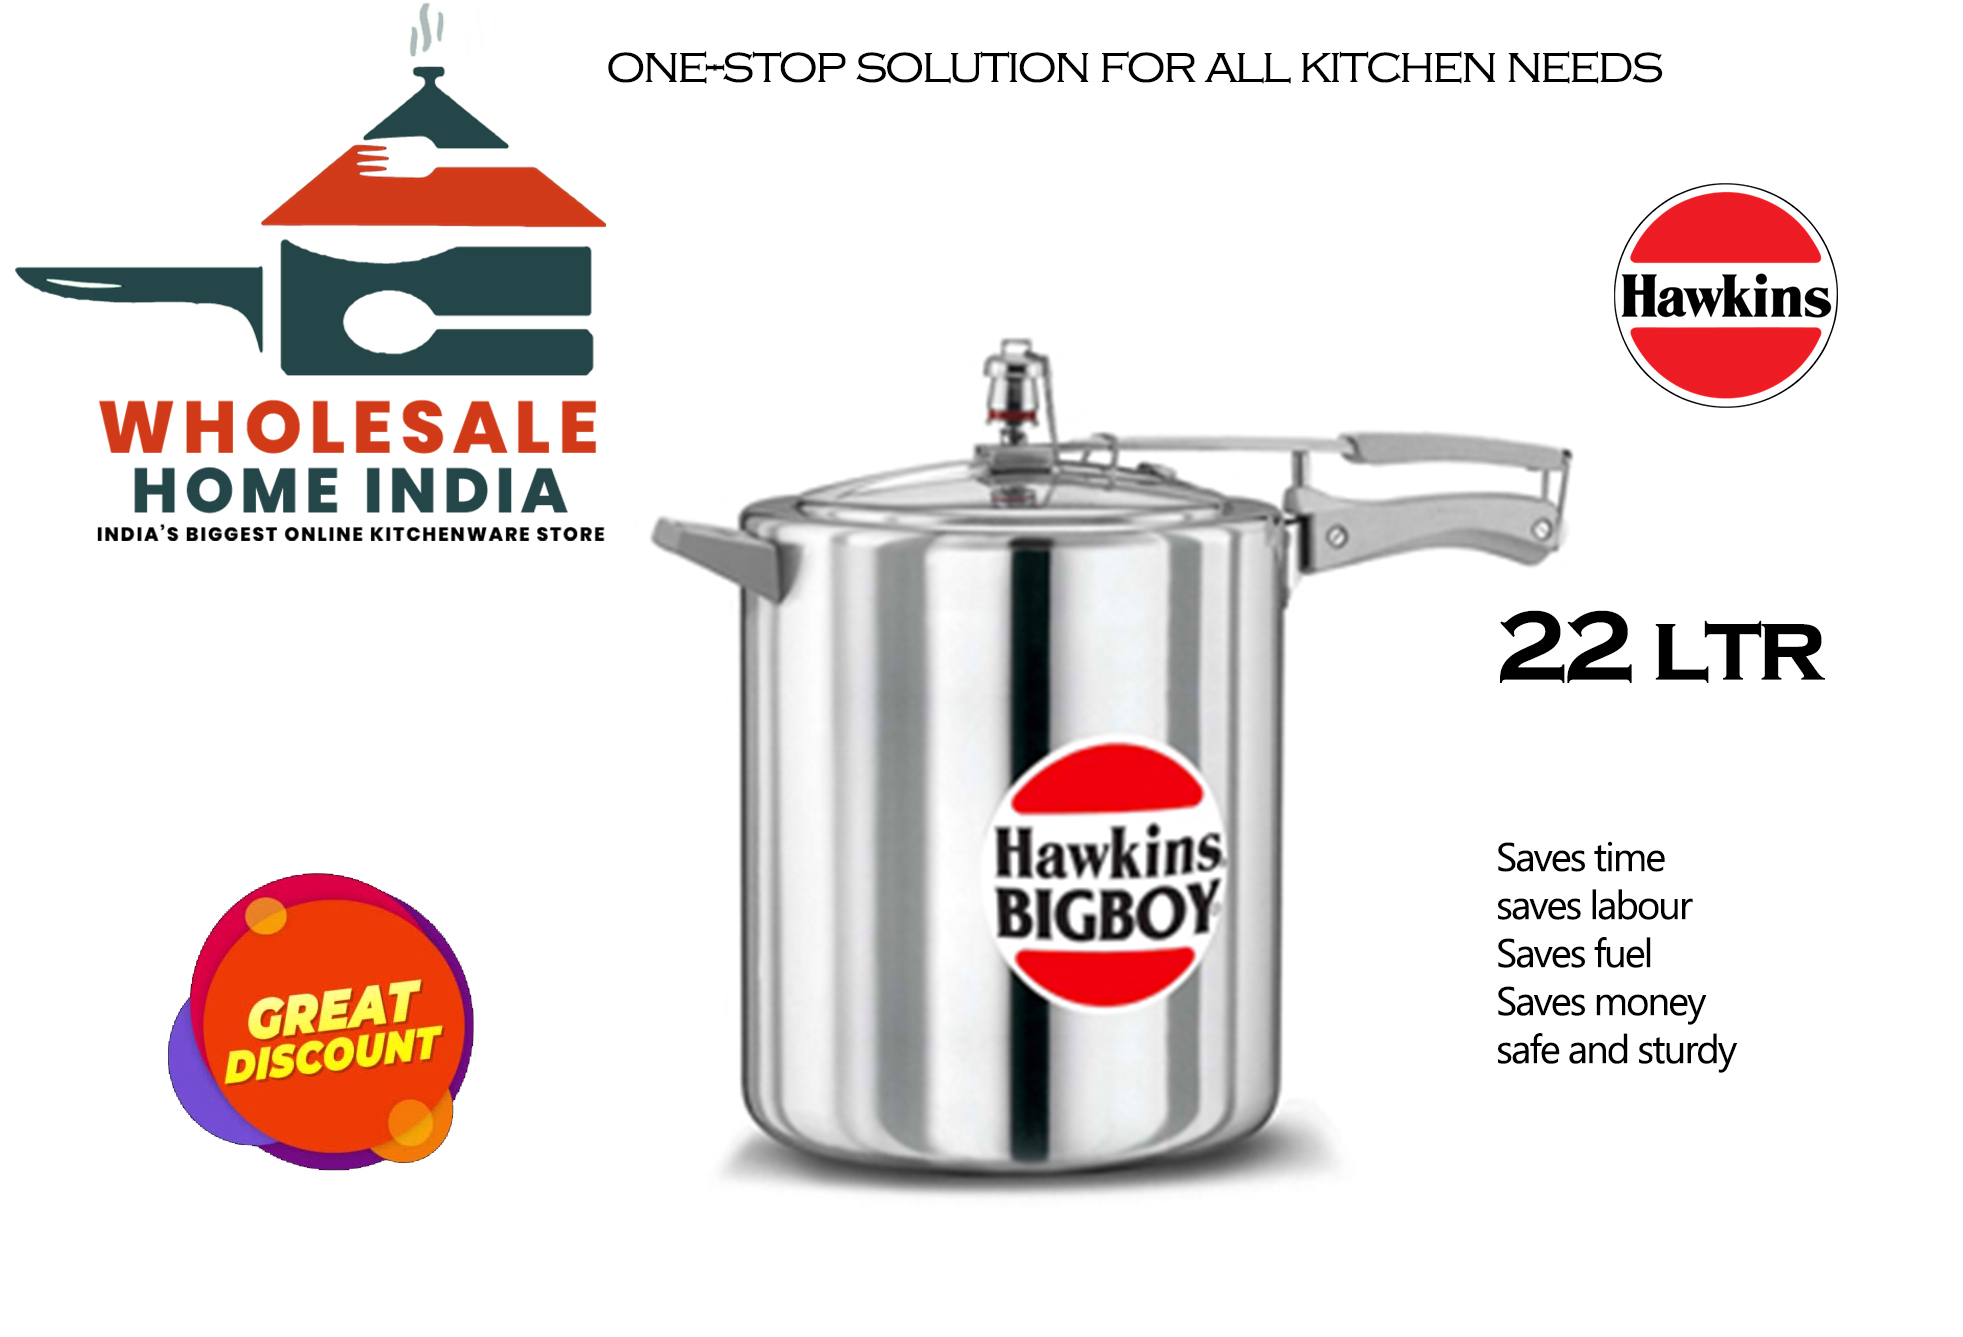 ONE-STOP SOLUTION FOR ALL KITCHEN NEEDS
Hawkins
WHOLESALE
HOME INDIA
INDIA'S BIGGEST ONLINE KITCHENWARE STORE
22 LTR
Hawkins
BIGBOY
Saves time
saves labour
Saves fuel
Saves money
safe and sturdy
GREAT
DISCOUNT